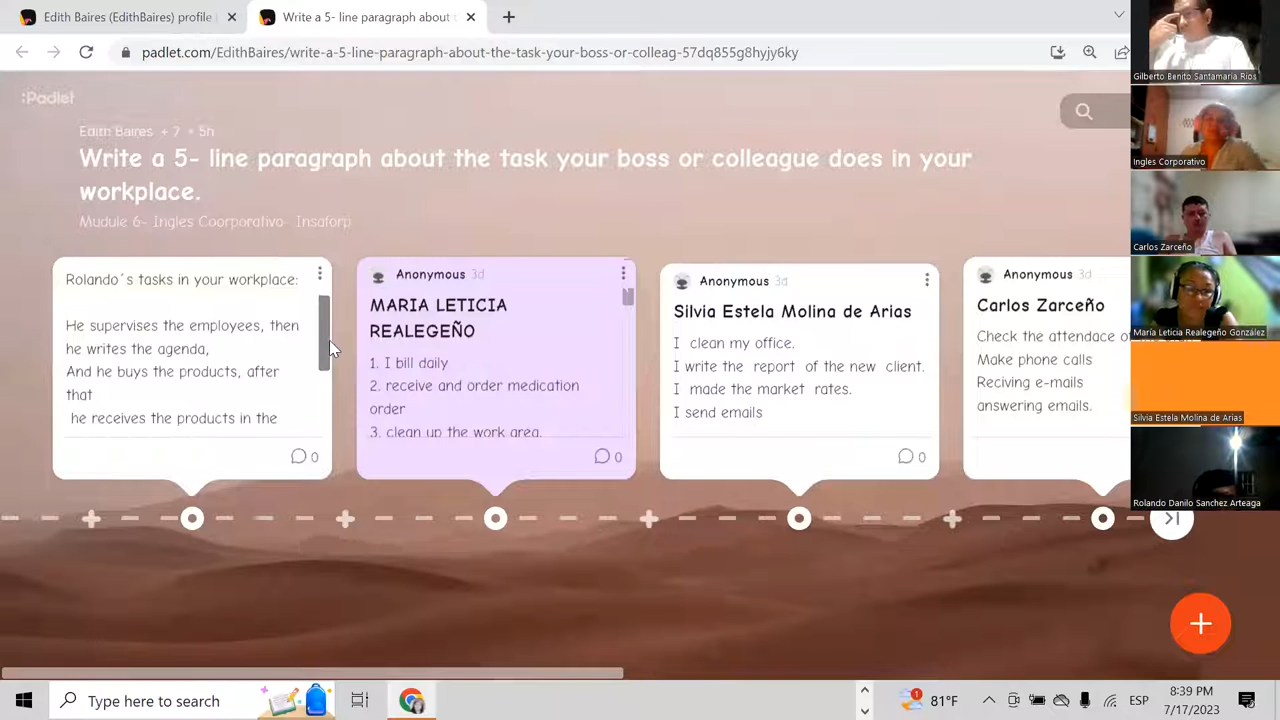 Edith Baires (EdithBaires) profile
Write a 5- line paragraph about
padlet.com/EdithBaires/write-a-5-line-paragraph-about-the-task-your-boss-or-colleag-57dq855g8hyjy6ky
:Padlet
Edith Baires + 7 • 5h
Write a 5- line paragraph about the task your boss or colleague does in your
workplace.
Mudule 6- Ingles Coorporativo- Insaforp
Rolando´s tasks in your workplace:
He supervises the employees, then
he writes the agenda,
And he buys the products, after
that
he receives the products in the
0
Anonymous 3d
MARIA LETICIA
REALEGEÑO
1. I bill daily
2. receive and order medication
order
3. clean up the work area.
0
Anonymous 3d
Silvia Estela Molina de Arias
I clean my office.
I write the report of the new client.
I made the market rates.
I send emails
0
Anonymous 3d
Carlos Zarceño
Check the attendace o
Make phone calls
Reciving e-mails
answering emails.
Gilberto Benito Santamaria Rios
Ingles Corporativo
Carlos Zarceño
María Leticia Realegeño González
Silvia Estela Molina de Arias
Rolando Danilo Sanchez Arteaga
Type here to search
1
81°F
ESP
8:39 PM
7/17/2023